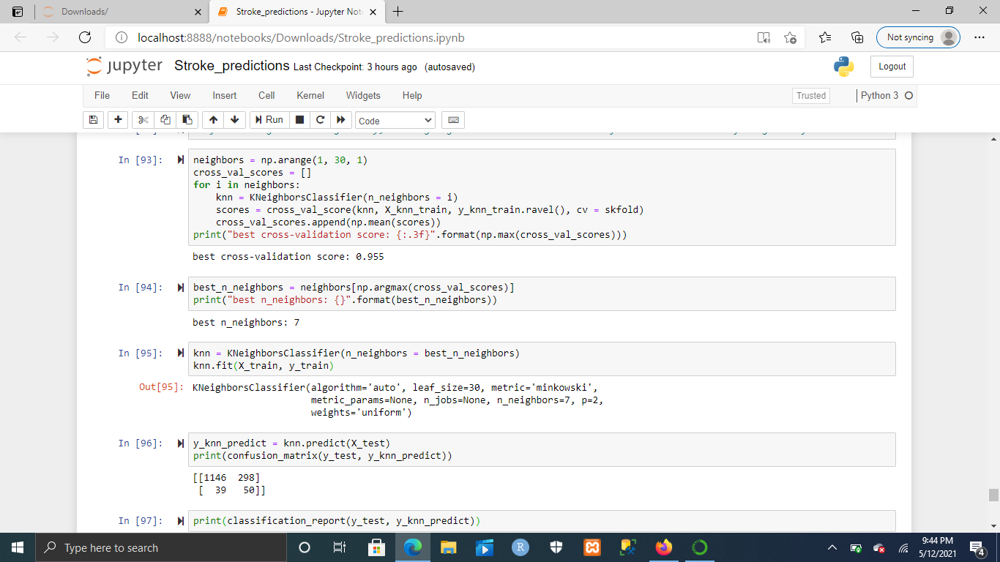 Downloads/
Stroke_predictions - Jupyter Not
localhost:8888/notebooks/Downloads/Stroke_predictions.ipynb
Not syncing
jupyter Stroke_predictions Last Checkpoint: 3 hours ago (autosaved)
Logout
File Edit View Insert Cell Kernel Widgets Help
Trusted
Python 3
Run
Code
In [93]:
neighbors = np.arange(1, 30, 1)
cross_val_scores = []
for i in neighbors:
    knn = KNeighborsClassifier(n_neighbors = i)
    scores = cross_val_score(knn, X_knn_train, y_knn_train.ravel(), cv = skfold)
    cross_val_scores.append(np.mean(scores))
print("best cross-validation score: {:.3f}".format(np.max(cross_val_scores)))
best cross-validation score: 0.955
In [94]:
best_n_neighbors = neighbors[np.argmax(cross_val_scores)]
print("best n_neighbors: {}".format(best_n_neighbors))
best n_neighbors: 7
In [95]:
knn = KNeighborsClassifier(n_neighbors = best_n_neighbors)
knn.fit(X_train, y_train)
Out[95]:
KNeighborsClassifier(algorithm='auto', leaf_size=30, metric='minkowski',
                     metric_params=None, n_jobs=None, n_neighbors=7, p=2,
                     weights='uniform')
In [96]:
y_knn_predict = knn.predict(X_test)
print(confusion_matrix(y_test, y_knn_predict))
[[1146  298]
 [  39   50]]
In [97]:
print(classification_report(y_test, y_knn_predict))
Type here to search
R
9:44 PM
5/12/2021
4